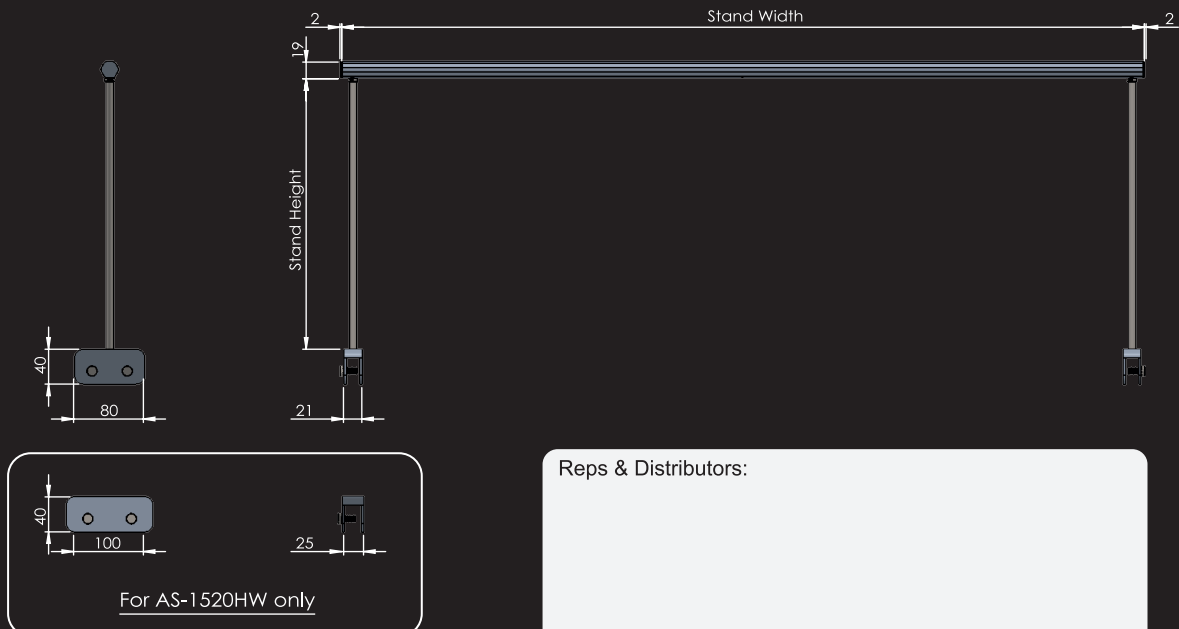 Stand Width
2
2
19
Stand Height
40
80
21
Reps & Distributors:
40
100
25
For AS-1520HW only